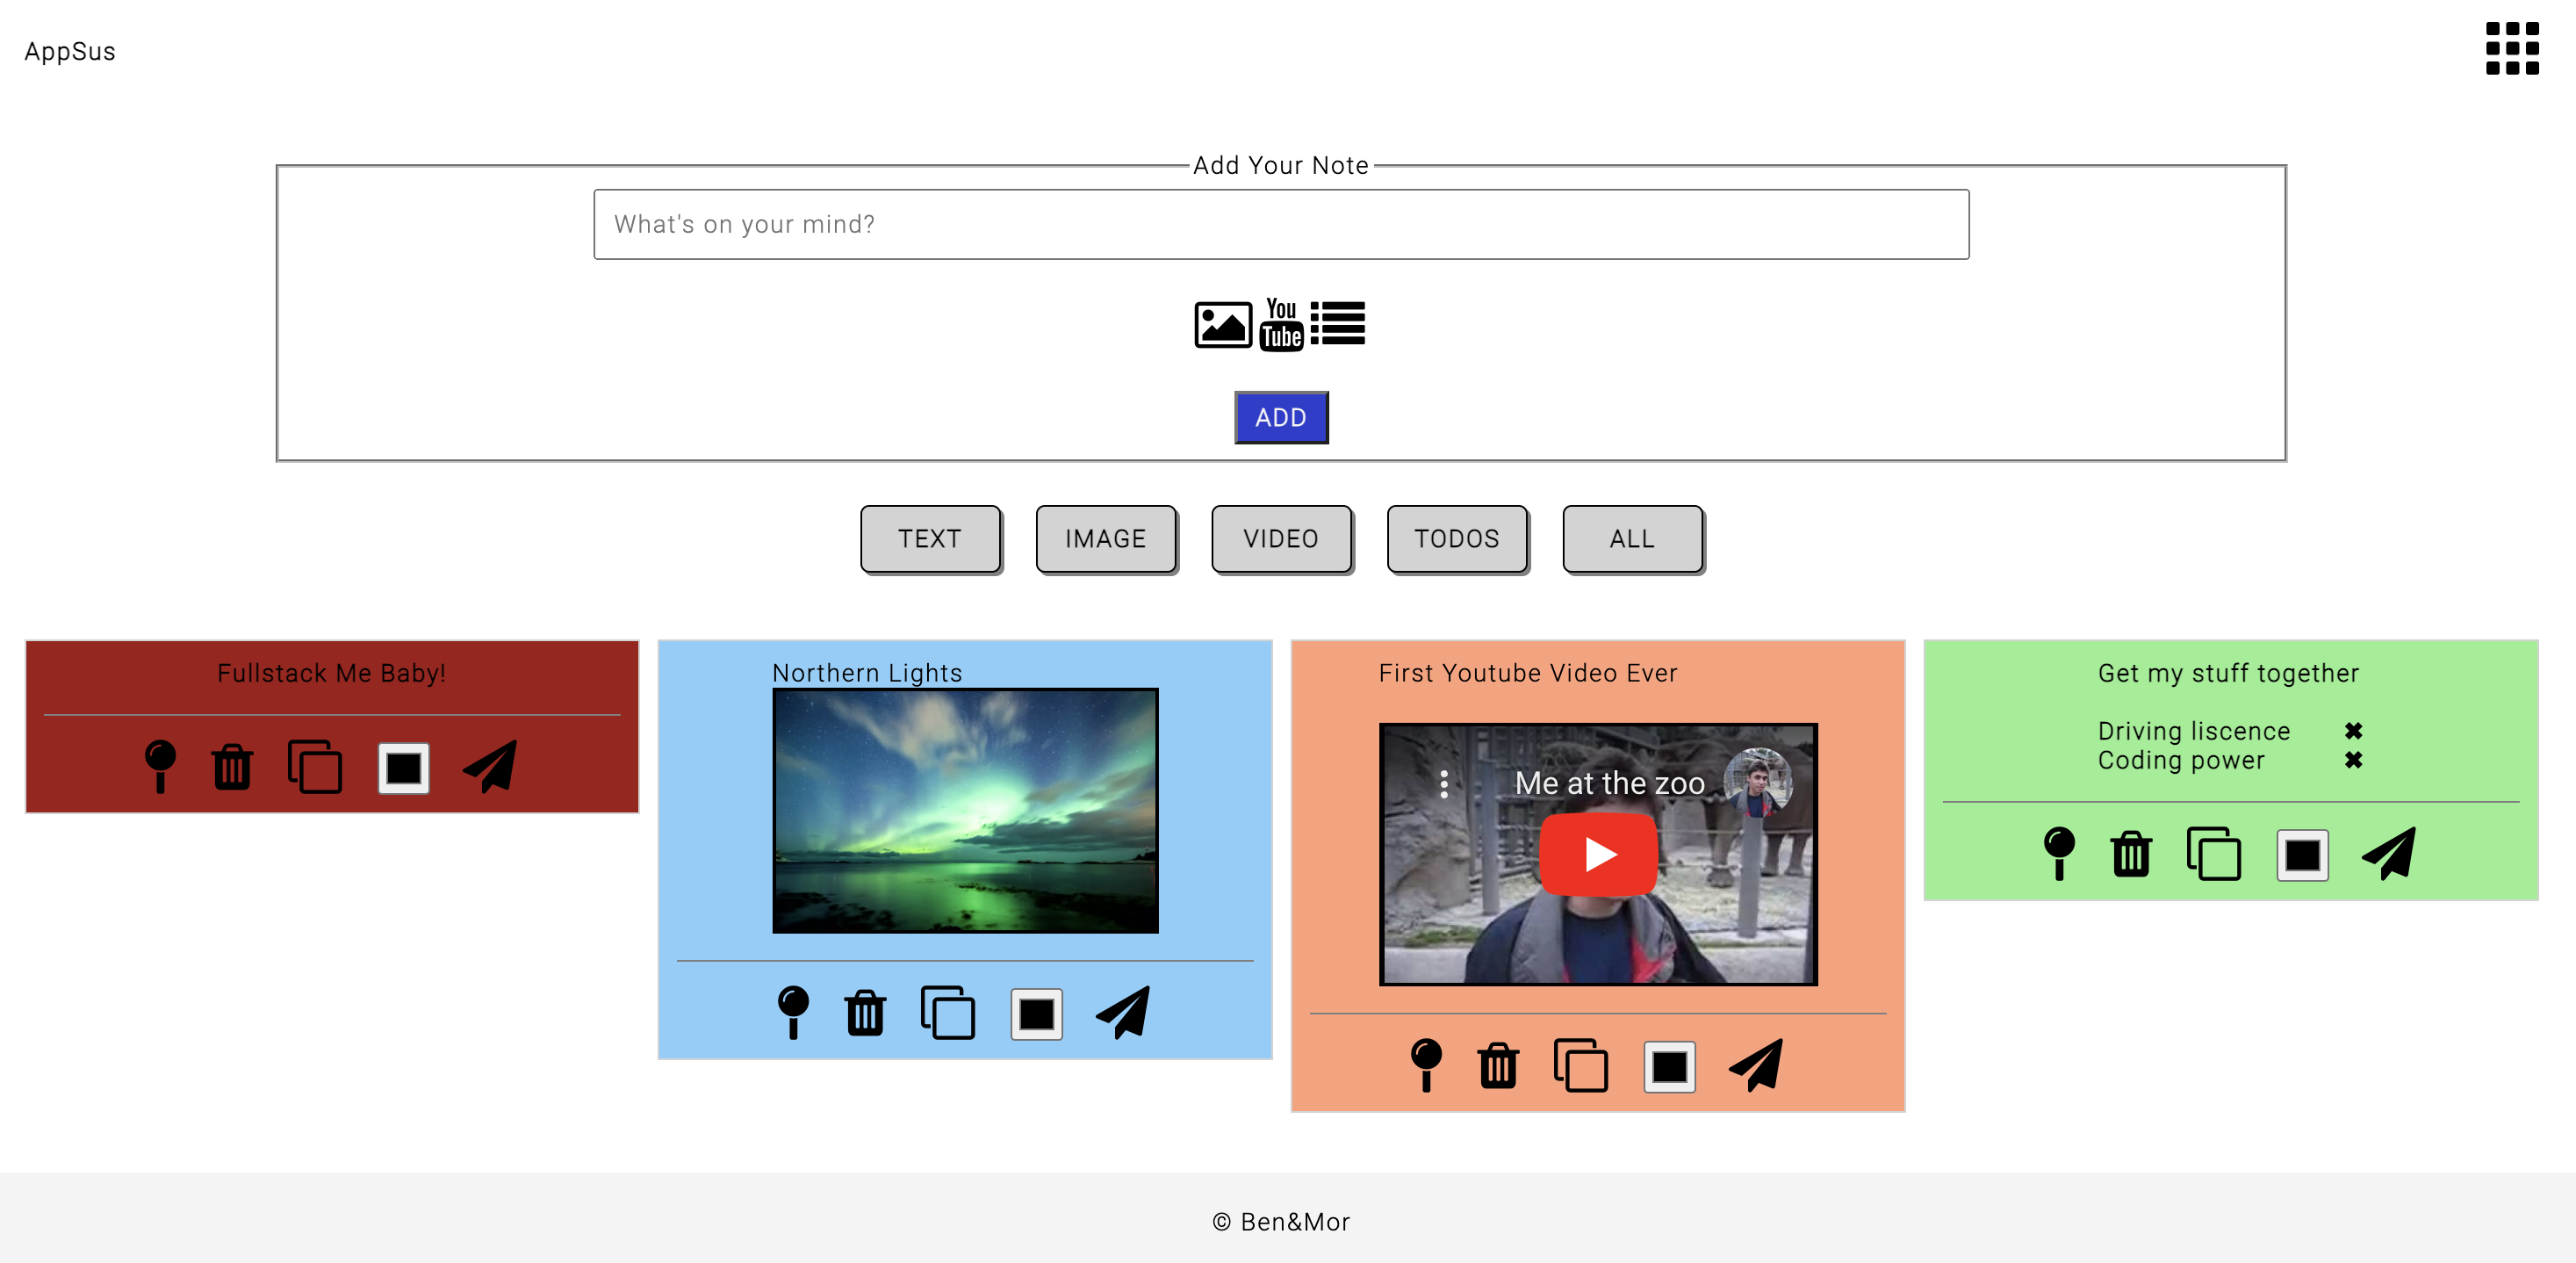 AppSus
Add Your Note
What's on your mind?
You
Tube
ADD
TEXT
IMAGE
VIDEO
TODOS
ALL
Fullstack Me Baby!
Northern Lights
First Youtube Video Ever
Me at the zoo
Get my stuff together
Driving liscence ✖
Coding power ✖
© Ben&Mor